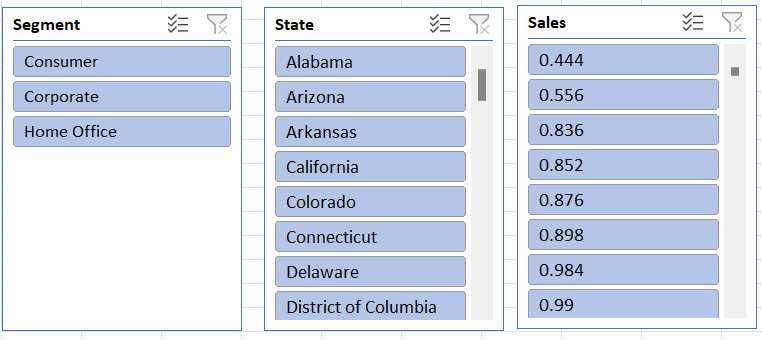 Segment
Consumer
Corporate
Home Office
State
Alabama
Arizona
Arkansas
California
Colorado
Connecticut
Delaware
District of Columbia
Sales
0.444
0.556
0.836
0.852
0.876
0.898
0.984
0.99